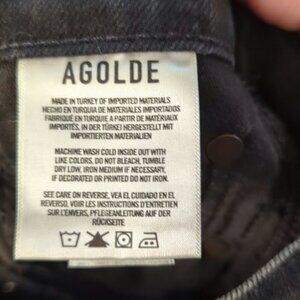 AGOLDE
MADE IN TURKEY OF IMPORTED MATERIALS
HECHO EN TURQUIA DE MATERIALES IMPORTADOS
FABRIQUÉ EN TURQUIE A PARTIR DE MATÉRIAUX
IMPORTÉS, IN DER TÜRKEI HERGESTELLT MIT
IMPORTIERTEN MATERIALEN
MACHINE WASH COLD INSIDE OUT WITH
LIKE COLORS, DO NOT BLEACH, TUMBLE
DRY LOW, IRON MEDIUM IF NECESSARY,
IF DECORATED OR PRINTED DO NOT IRON.
SEE CARE ON REVERSE, VEA EL CUIDADO EN EL
REVERSO, VOIR LES INSTRUCTIONS D'ENTRETIEN
SUR L'ENVERS, PFLEGEANLEITUNG AUF DER
RÜCKSEITE